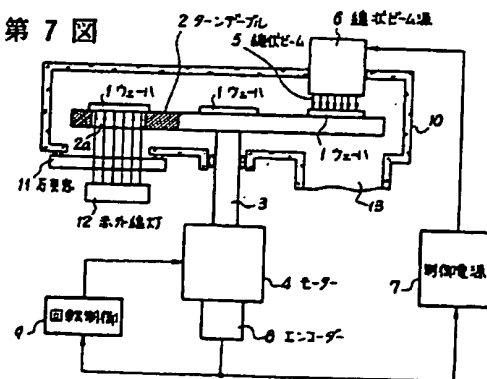 第7図
2 ターンテーブル
6 線状ビーム源
5 線状ビーム
1 ウェーハ
1 ウェーハ
2a
1 ウェーハ
10
11 石英窓
12 赤外線灯
3
13
4 モーター
7 制御電源
9 回転制御
8 エンコーダー